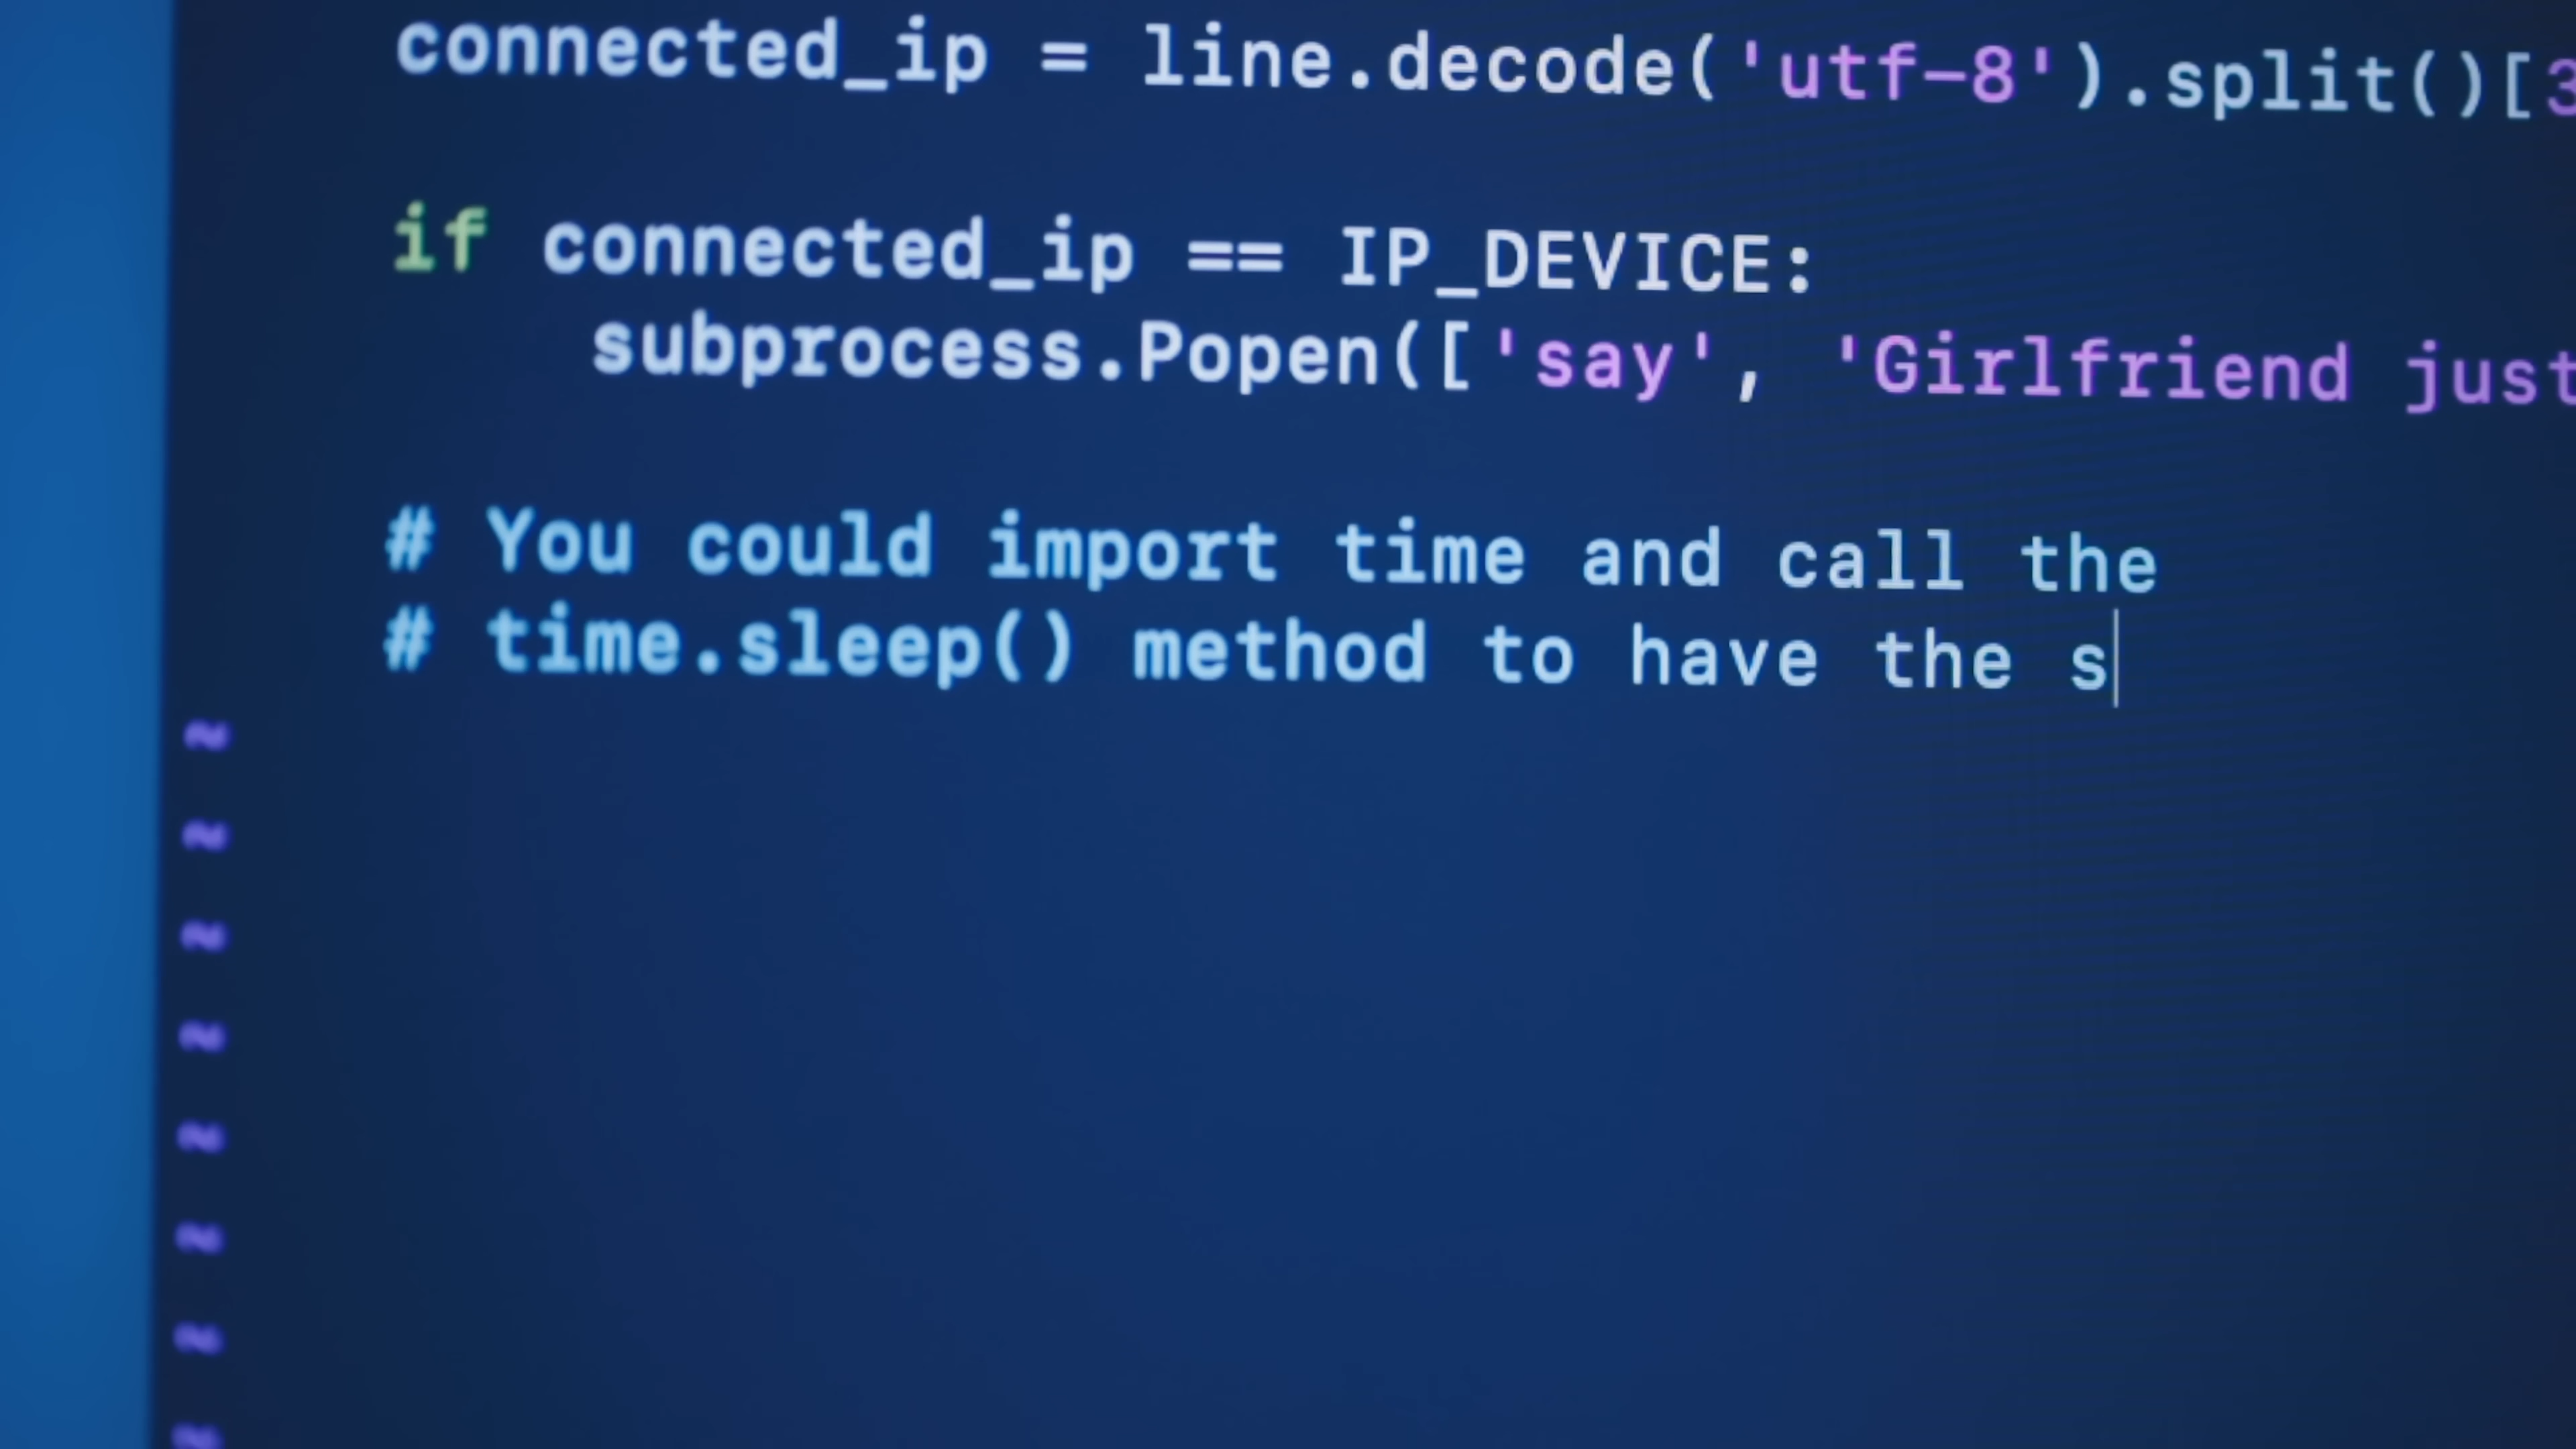 connected_ip = line.decode('utf-8').split()[3
if connected_ip == IP_DEVICE:
subprocess.Popen(['say', 'Girlfriend just
# You could import time and call the
# time.sleep() method to have the s
~
~
~
~
~
~
~
~